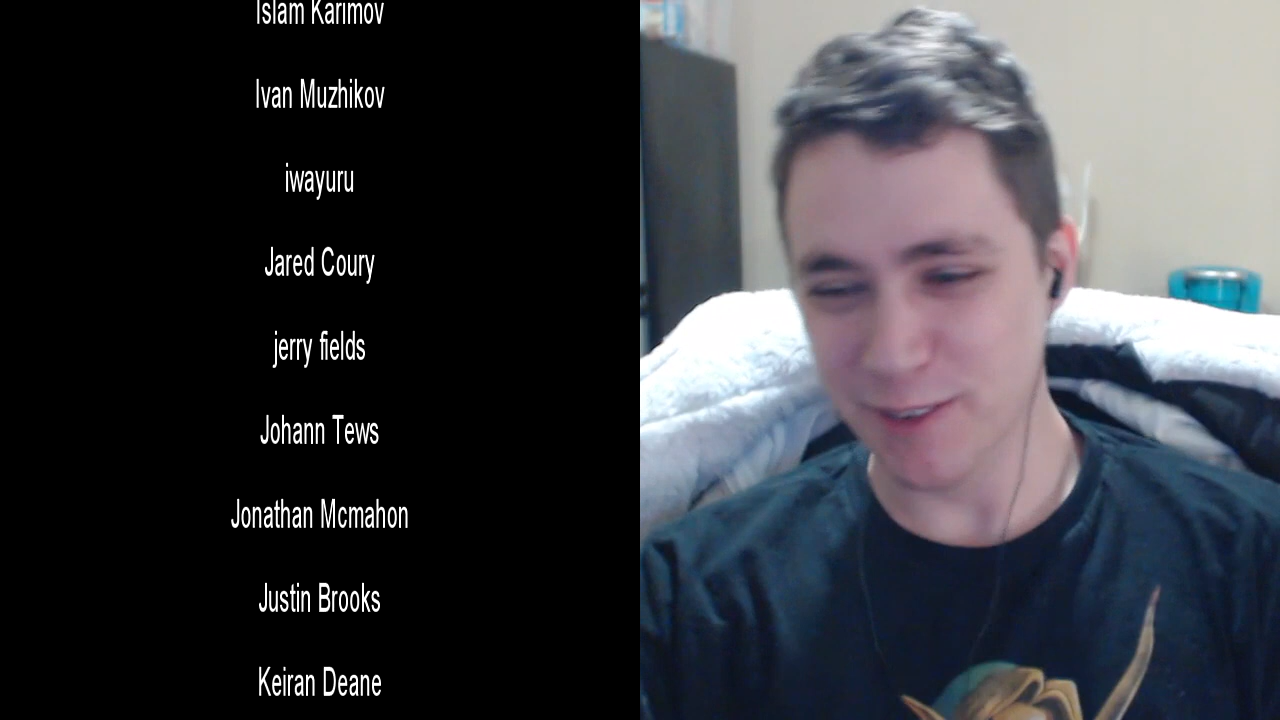 Islam Karimov
Ivan Muzhikov
iwayuru
Jared Coury
jerry fields
Johann Tews
Jonathan Mcmahon
Justin Brooks
Keiran Deane